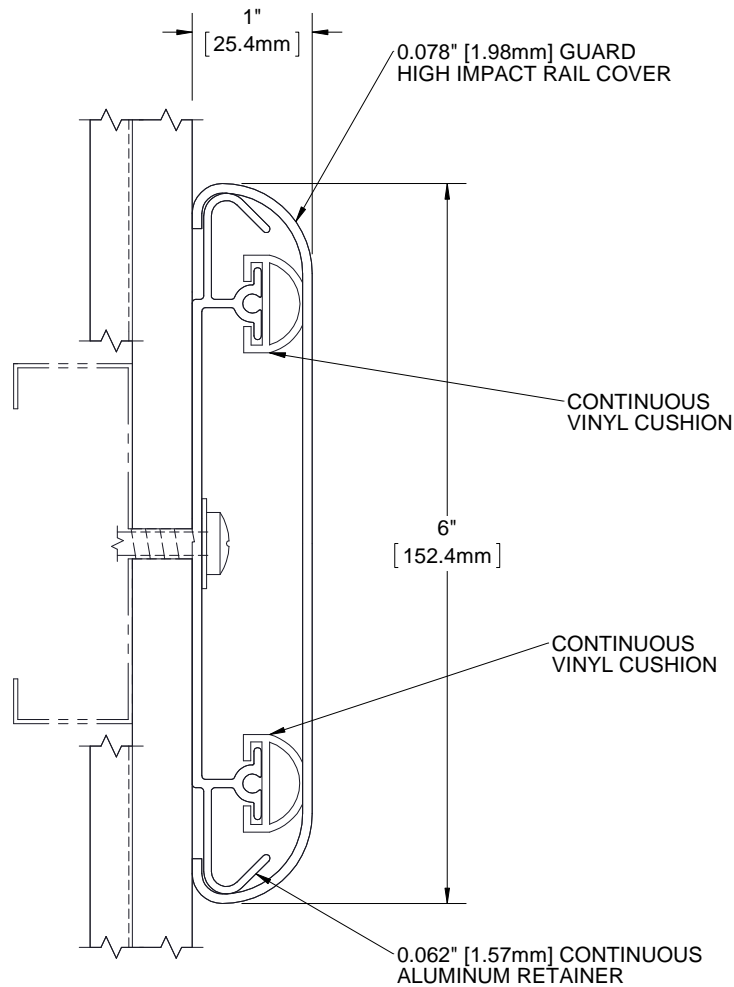 1"
[25.4mm]
0.078" [1.98mm] GUARD
HIGH IMPACT RAIL COVER
CONTINUOUS
VINYL CUSHION
6"
[152.4mm]
CONTINUOUS
VINYL CUSHION
0.062" [1.57mm] CONTINUOUS
ALUMINUM RETAINER